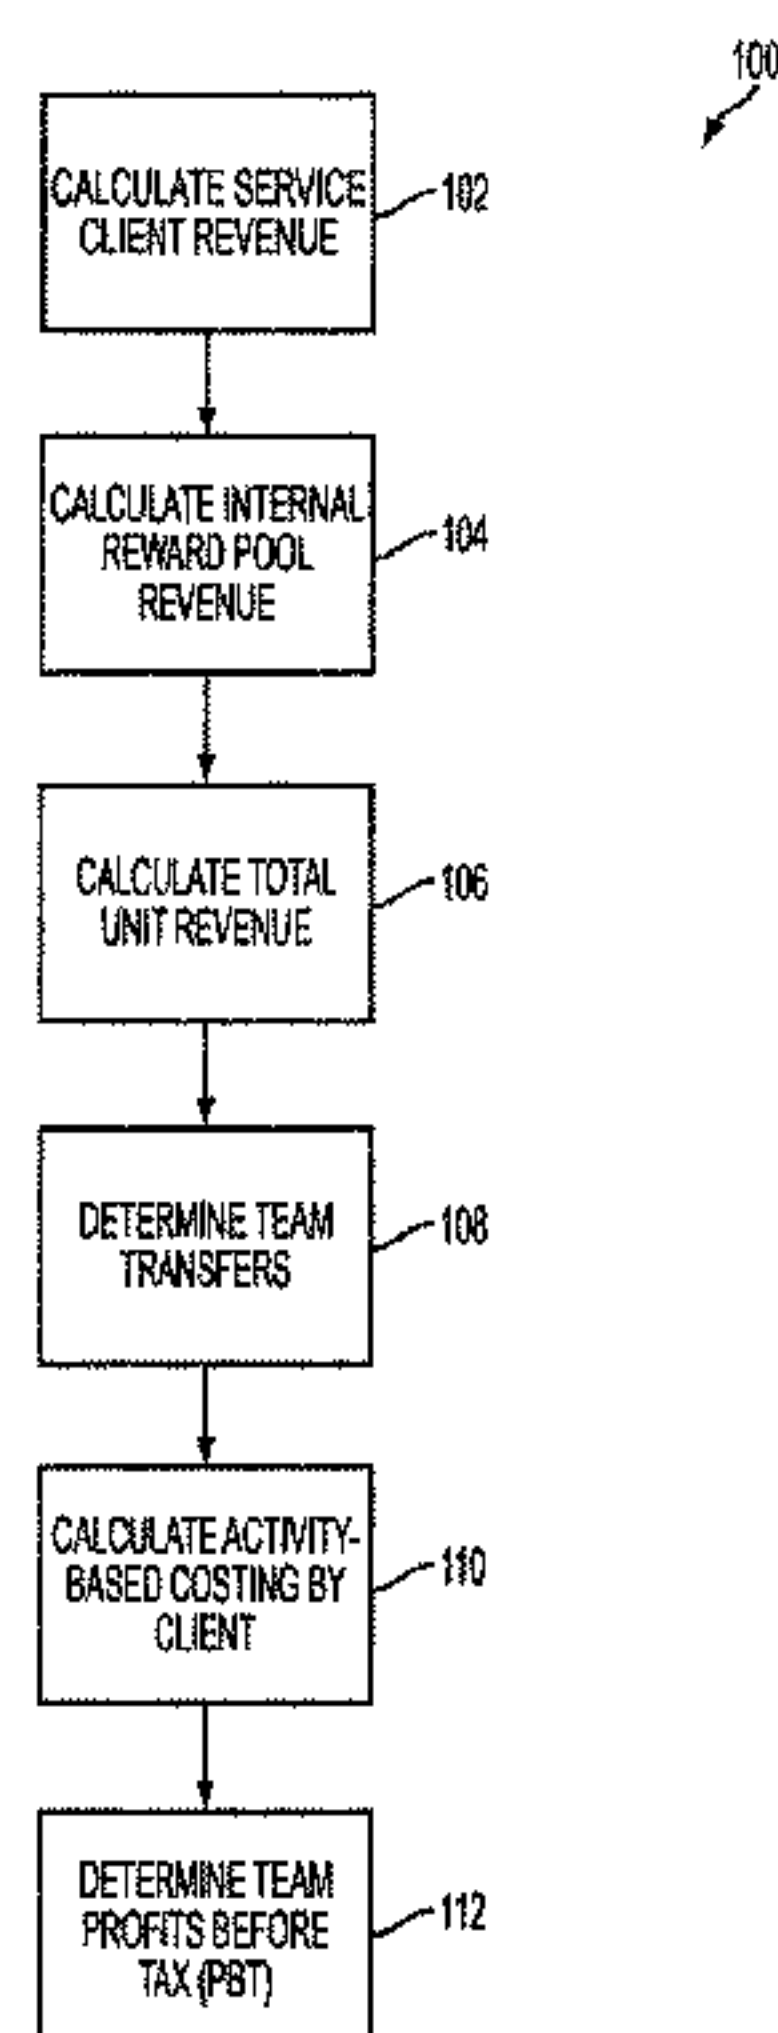 100
CALCULATE SERVICE
CLIENT REVENUE
102
CALCULATE INTERNAL
REWARD POOL
REVENUE
104
CALCULATE TOTAL
UNIT REVENUE
106
DETERMINE TEAM
TRANSFERS
108
CALCULATE ACTIVITY-
BASED COSTING BY
CLIENT
110
DETERMINE TEAM
PROFITS BEFORE
TAX (PBT)
112